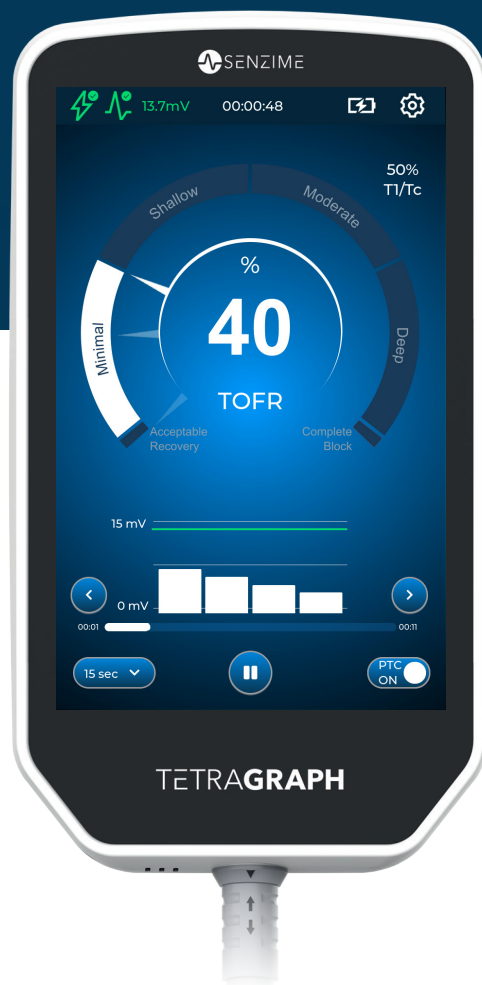 SENZIME
13.7mV
00:00:48
50%
T1/Tc
Shallow
Moderate
%
40
TOFR
Minimal
Deep
Acceptable
Recovery
Complete
Block
15 mV
0 mV
00:01
00:11
15 sec
PTC
ON
TETRAGRAPH